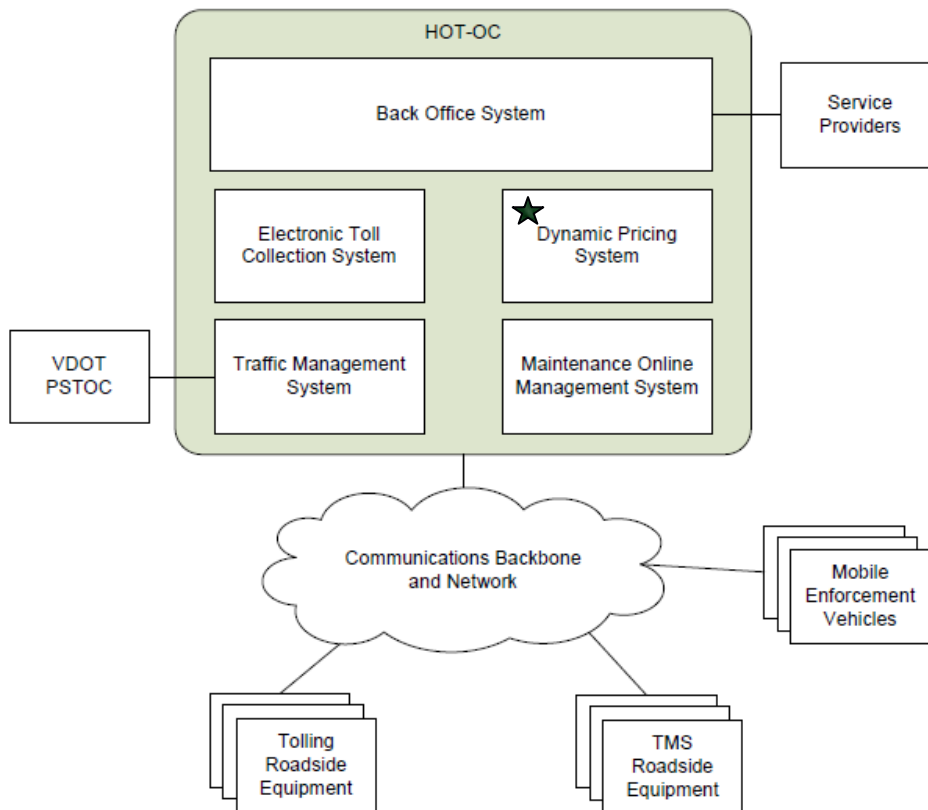 HOT-OC
Back Office System
Service
Providers
Electronic Toll
Collection System
Dynamic Pricing
System
VDOT
PSTOC
Traffic Management
System
Maintenance Online
Management System
Communications Backbone
and Network
Mobile
Enforcement
Vehicles
Tolling
Roadside
Equipment
TMS
Roadside
Equipment